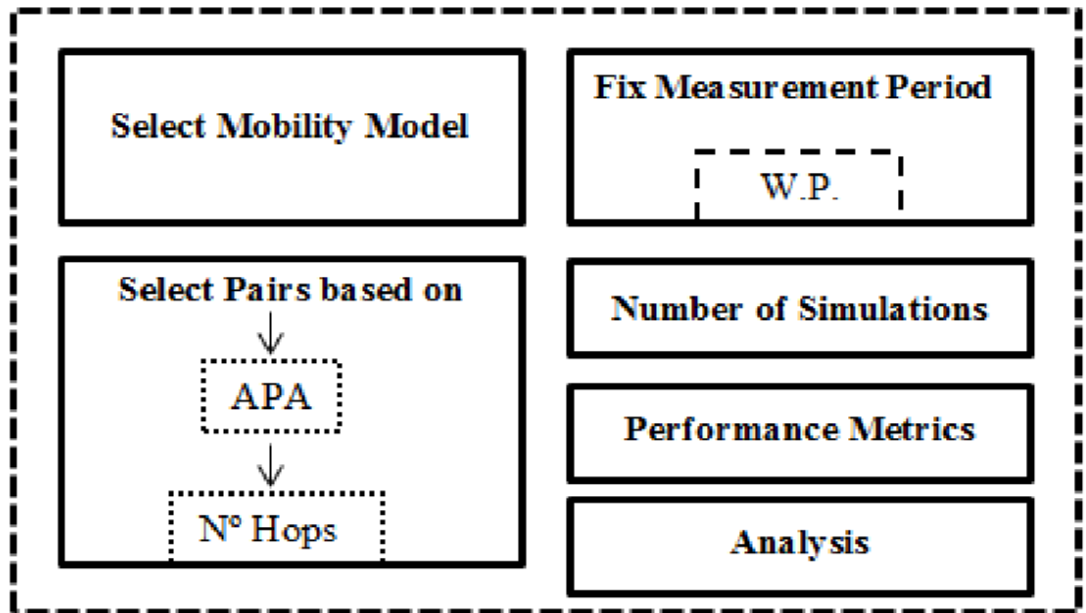 Select Mobility Model
Fix Measurement Period
W.P.
Select Pairs based on
APA
Nº Hops
Number of Simulations
Performance Metrics
Analysis